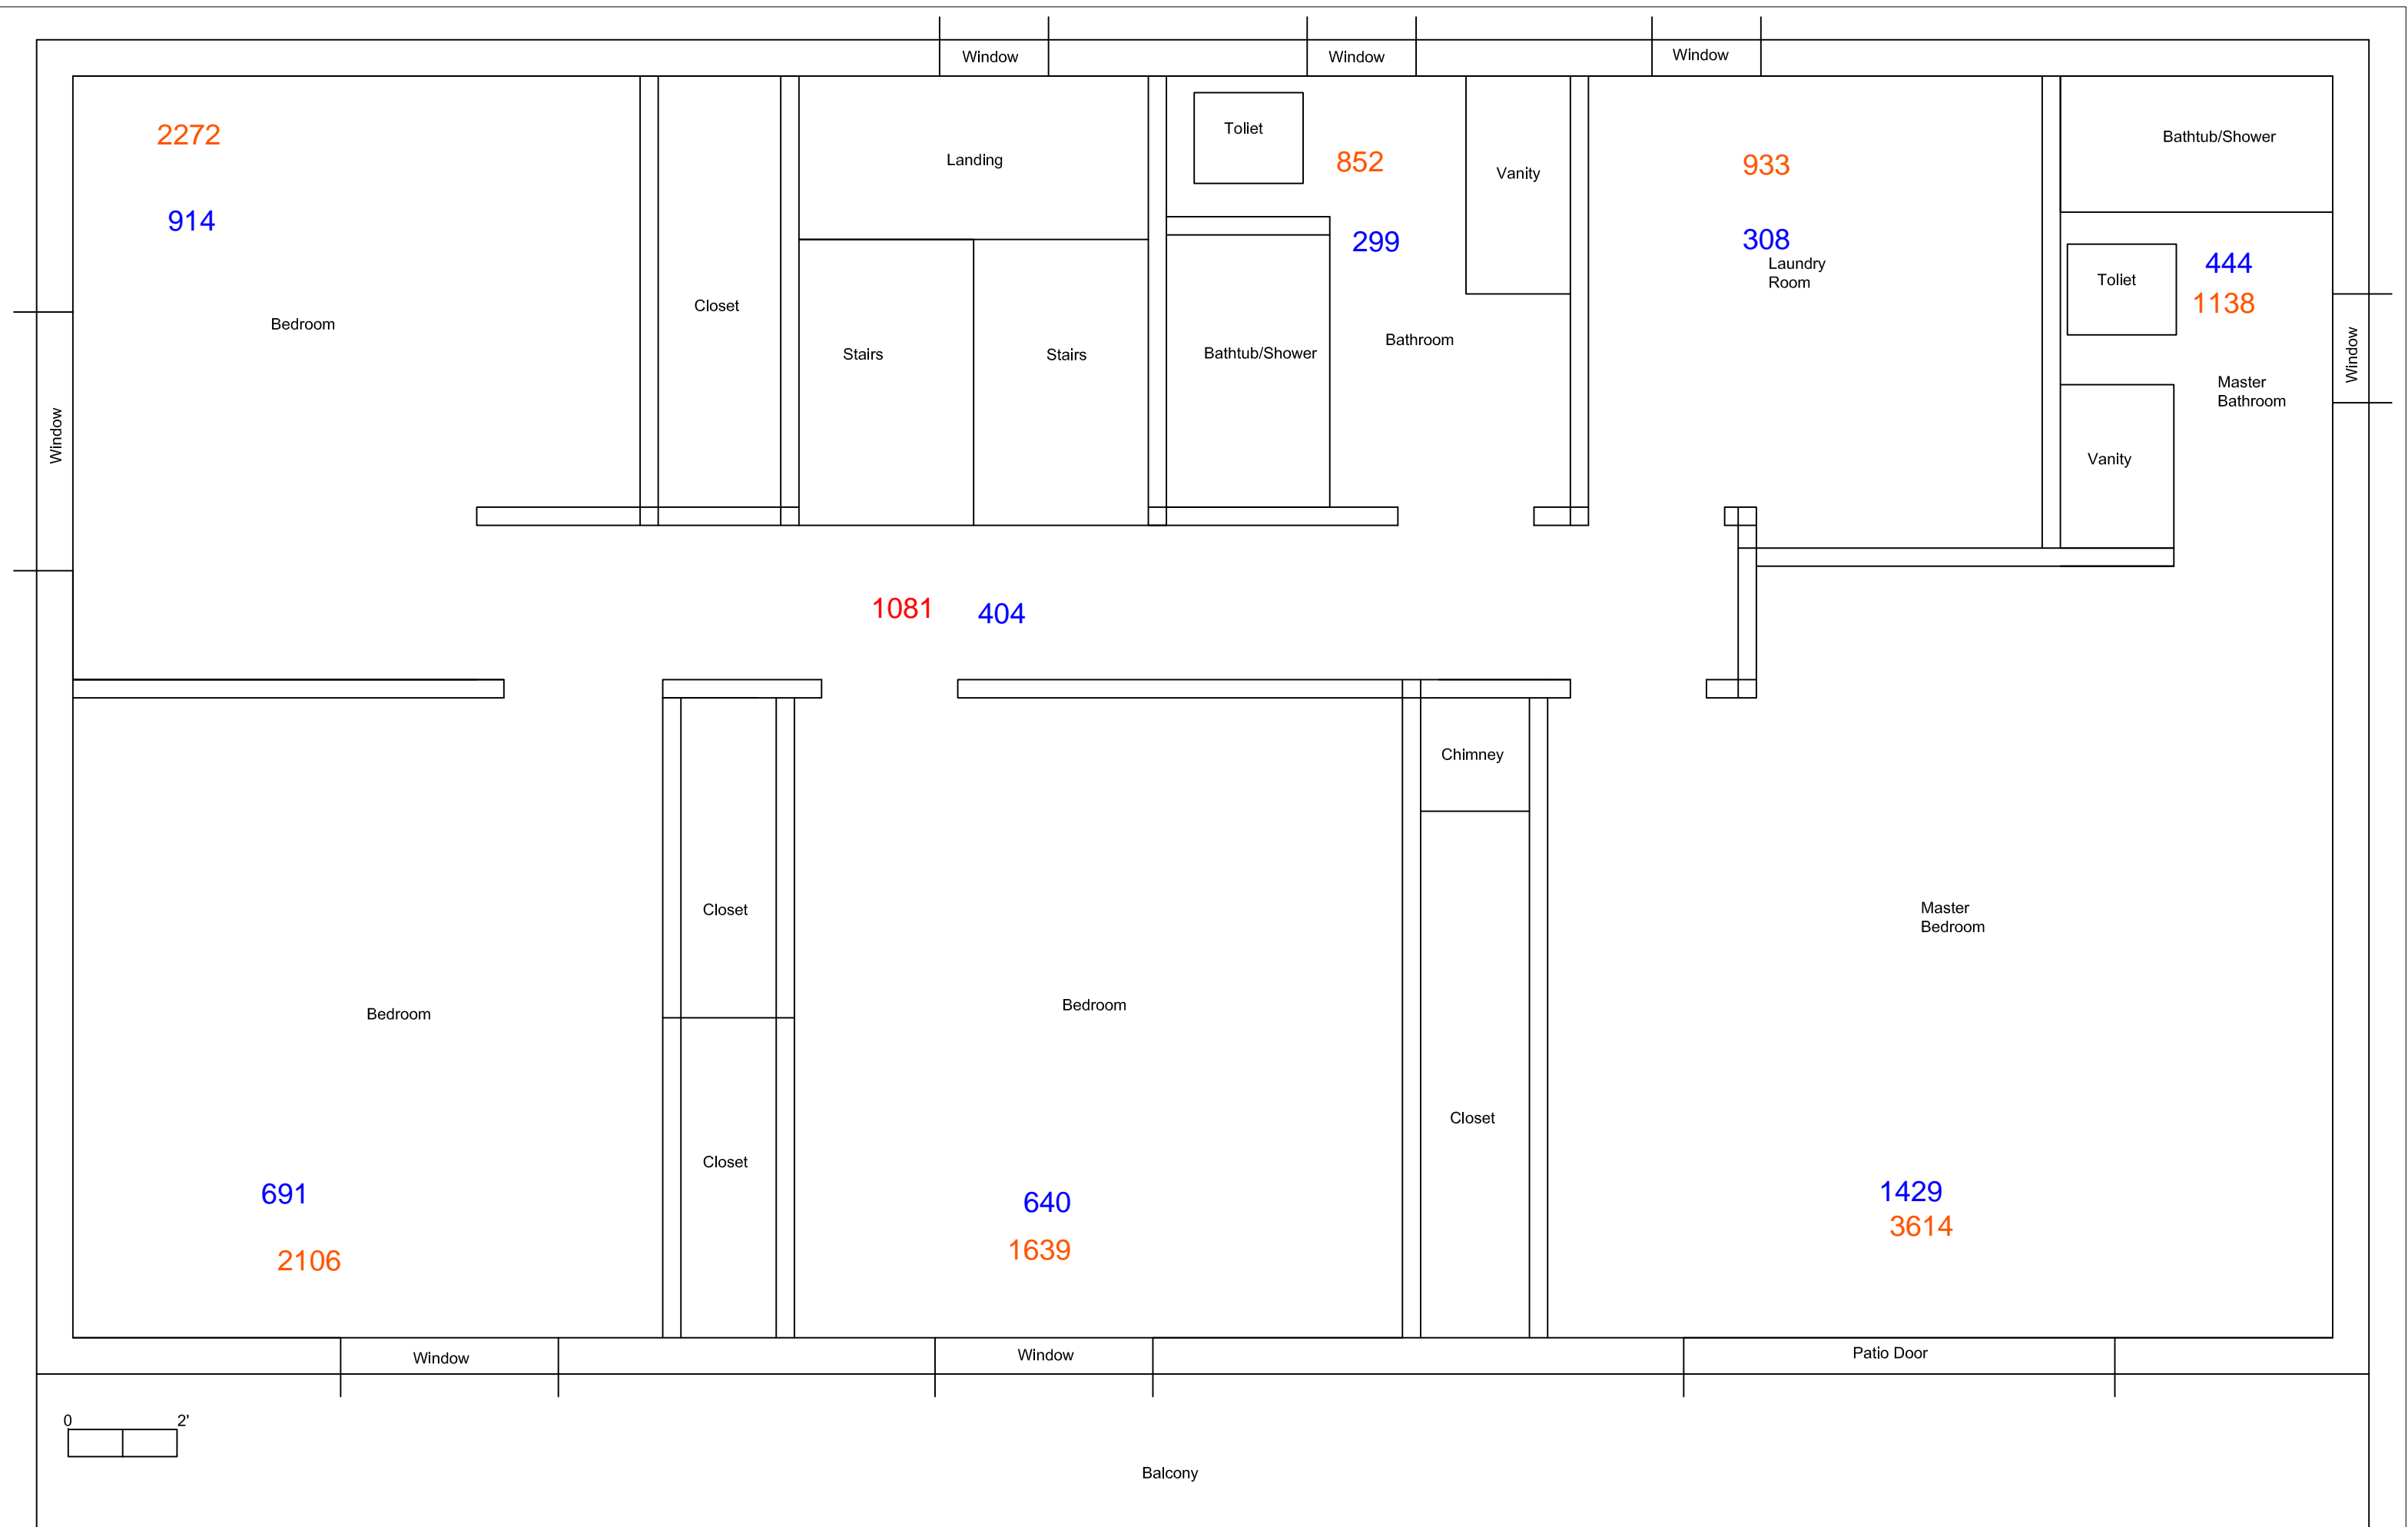 Window
Window
Window
2272
914
Bedroom
Window
Closet
Landing
Stairs
Stairs
Toliet
852
299
Vanity
Bathtub/Shower
Bathroom
933
308
Laundry
Room
Bathtub/Shower
Toliet
444
1138
Master
Bathroom
Window
Vanity
1081
404
Bedroom
691
2106
Closet
Closet
Bedroom
640
1639
Chimney
Closet
Master
Bedroom
1429
3614
Window
Window
Patio Door
0
2'
Balcony